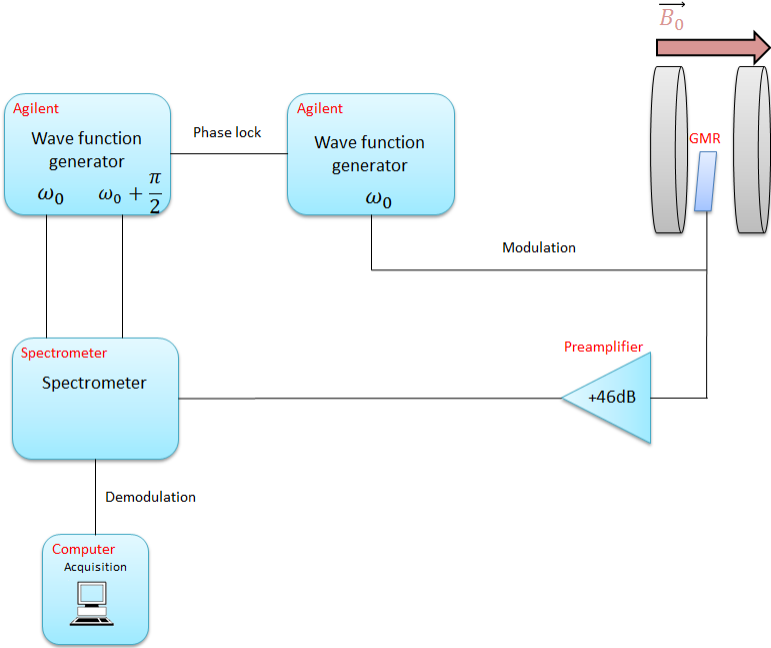 B₀
Agilent
Wave function
generator
ω₀ ω₀ + π/2
Phase lock
Agilent
Wave function
generator
ω₀
GMR
Modulation
Spectrometer
Spectrometer
Preamplifier
+46dB
Demodulation
Computer
Acquisition